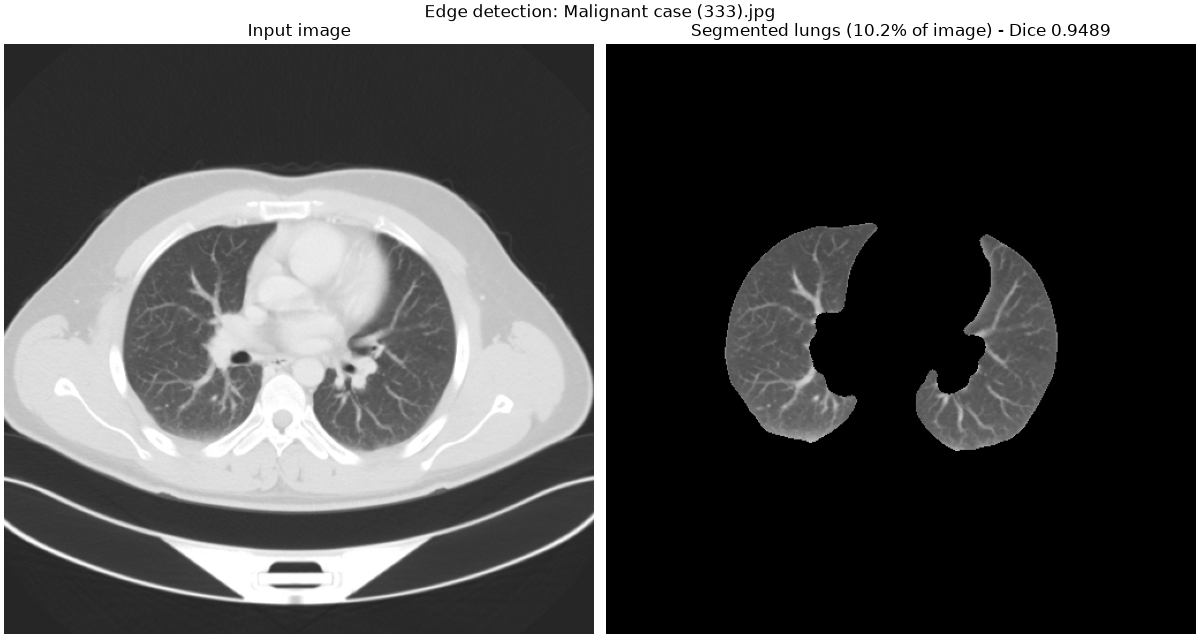 Edge detection: Malignant case (333).jpg
Input image
Segmented lungs (10.2% of image) - Dice 0.9489